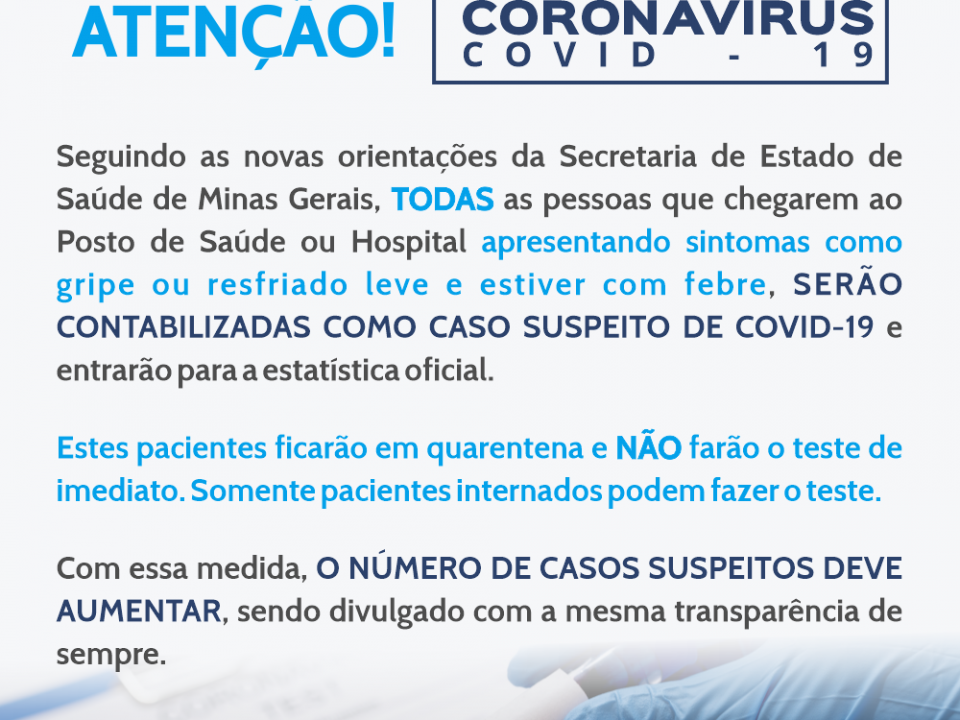 ATENÇÃO!
CORONAVÍRUS
COVID - 19
Seguindo as novas orientações da Secretaria de Estado de
Saúde de Minas Gerais, TODAS as pessoas que chegarem ao
Posto de Saúde ou Hospital apresentando sintomas como
gripe ou resfriado leve e estiver com febre, SERÃO
CONTABILIZADAS COMO CASO SUSPEITO DE COVID-19 e
entrarão para a estatística oficial.
Estes pacientes ficarão em quarentena e NÃO farão o teste de
imediato. Somente pacientes internados podem fazer o teste.
Com essa medida, O NÚMERO DE CASOS SUSPEITOS DEVE
AUMENTAR, sendo divulgado com a mesma transparência de
sempre.